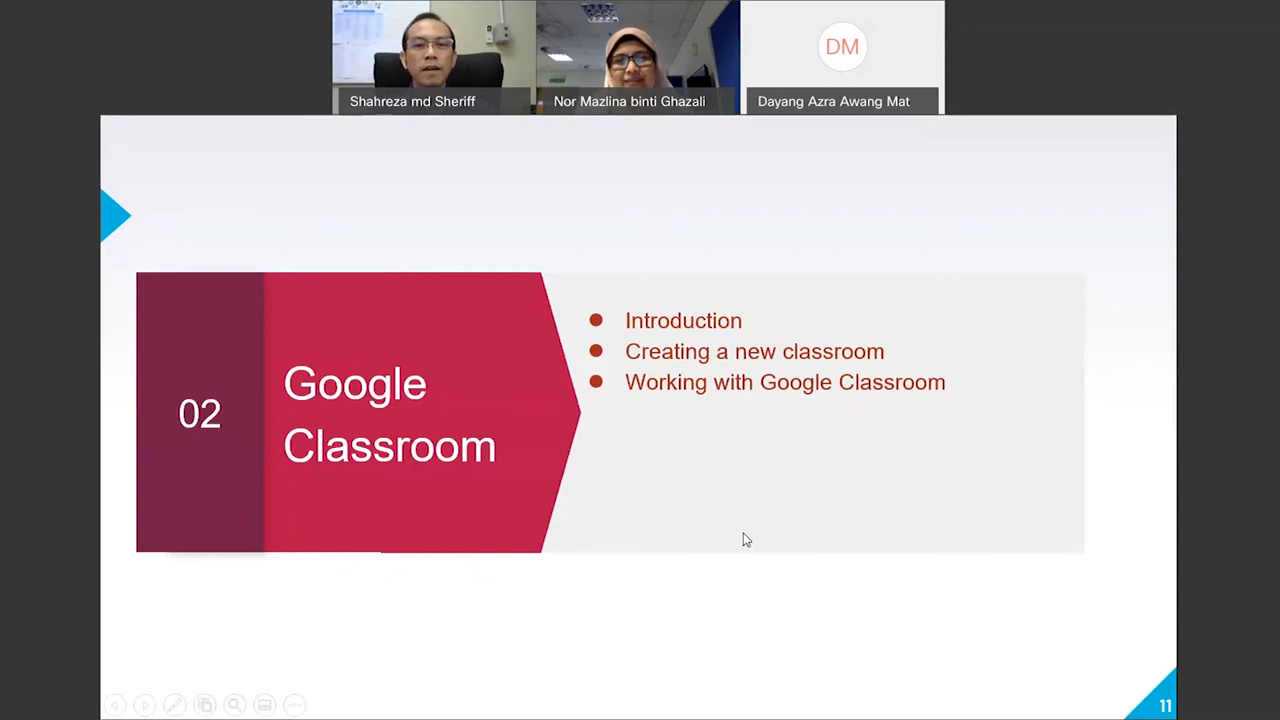 Shahreza md Sheriff
Nor Mazlina binti Ghazali
DM
Dayang Azra Awang Mat
02
Google
Classroom
Introduction
Creating a new classroom
Working with Google Classroom
11